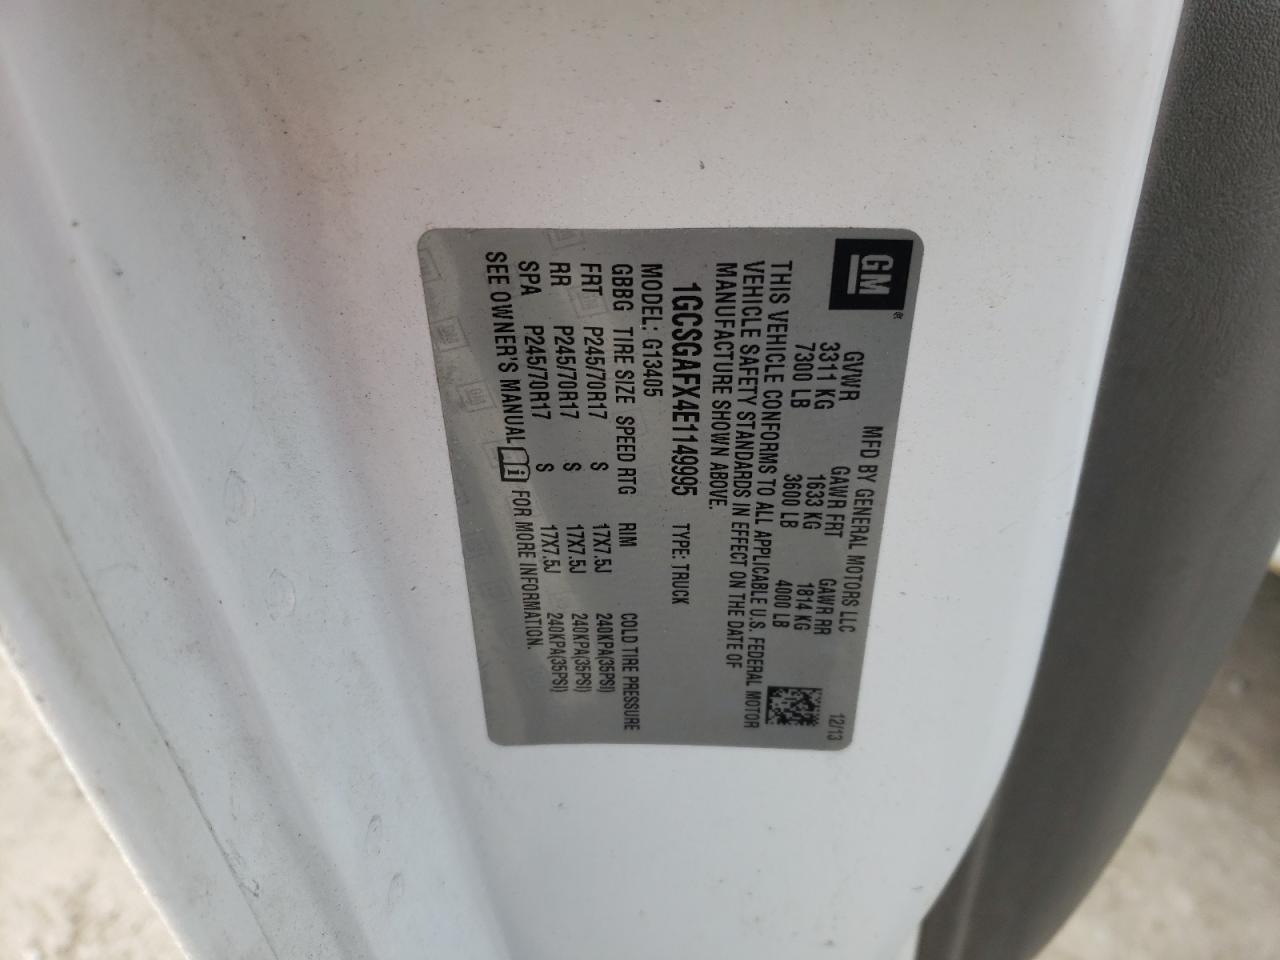 GM
MFD BY GENERAL MOTORS LLC 12/13
GVWR GAWR FRT GAWR RR
3311 KG 1633 KG 1814 KG
7300 LB 3600 LB 4000 LB
THIS VEHICLE CONFORMS TO ALL APPLICABLE U.S. FEDERAL MOTOR
VEHICLE SAFETY STANDARDS IN EFFECT ON THE DATE OF
MANUFACTURE SHOWN ABOVE.
1GCSGAFX4E1149995 TYPE: TRUCK
MODEL: G13405
GBBG TIRE SIZE SPEED RTG RIM COLD TIRE PRESSURE
FRT P245/70R17 S 17X7.5J 240KPA(35PSI)
RR P245/70R17 S 17X7.5J 240KPA(35PSI)
SPA P245/70R17 S 17X7.5J 240KPA(35PSI)
SEE OWNER'S MANUAL FOR MORE INFORMATION.